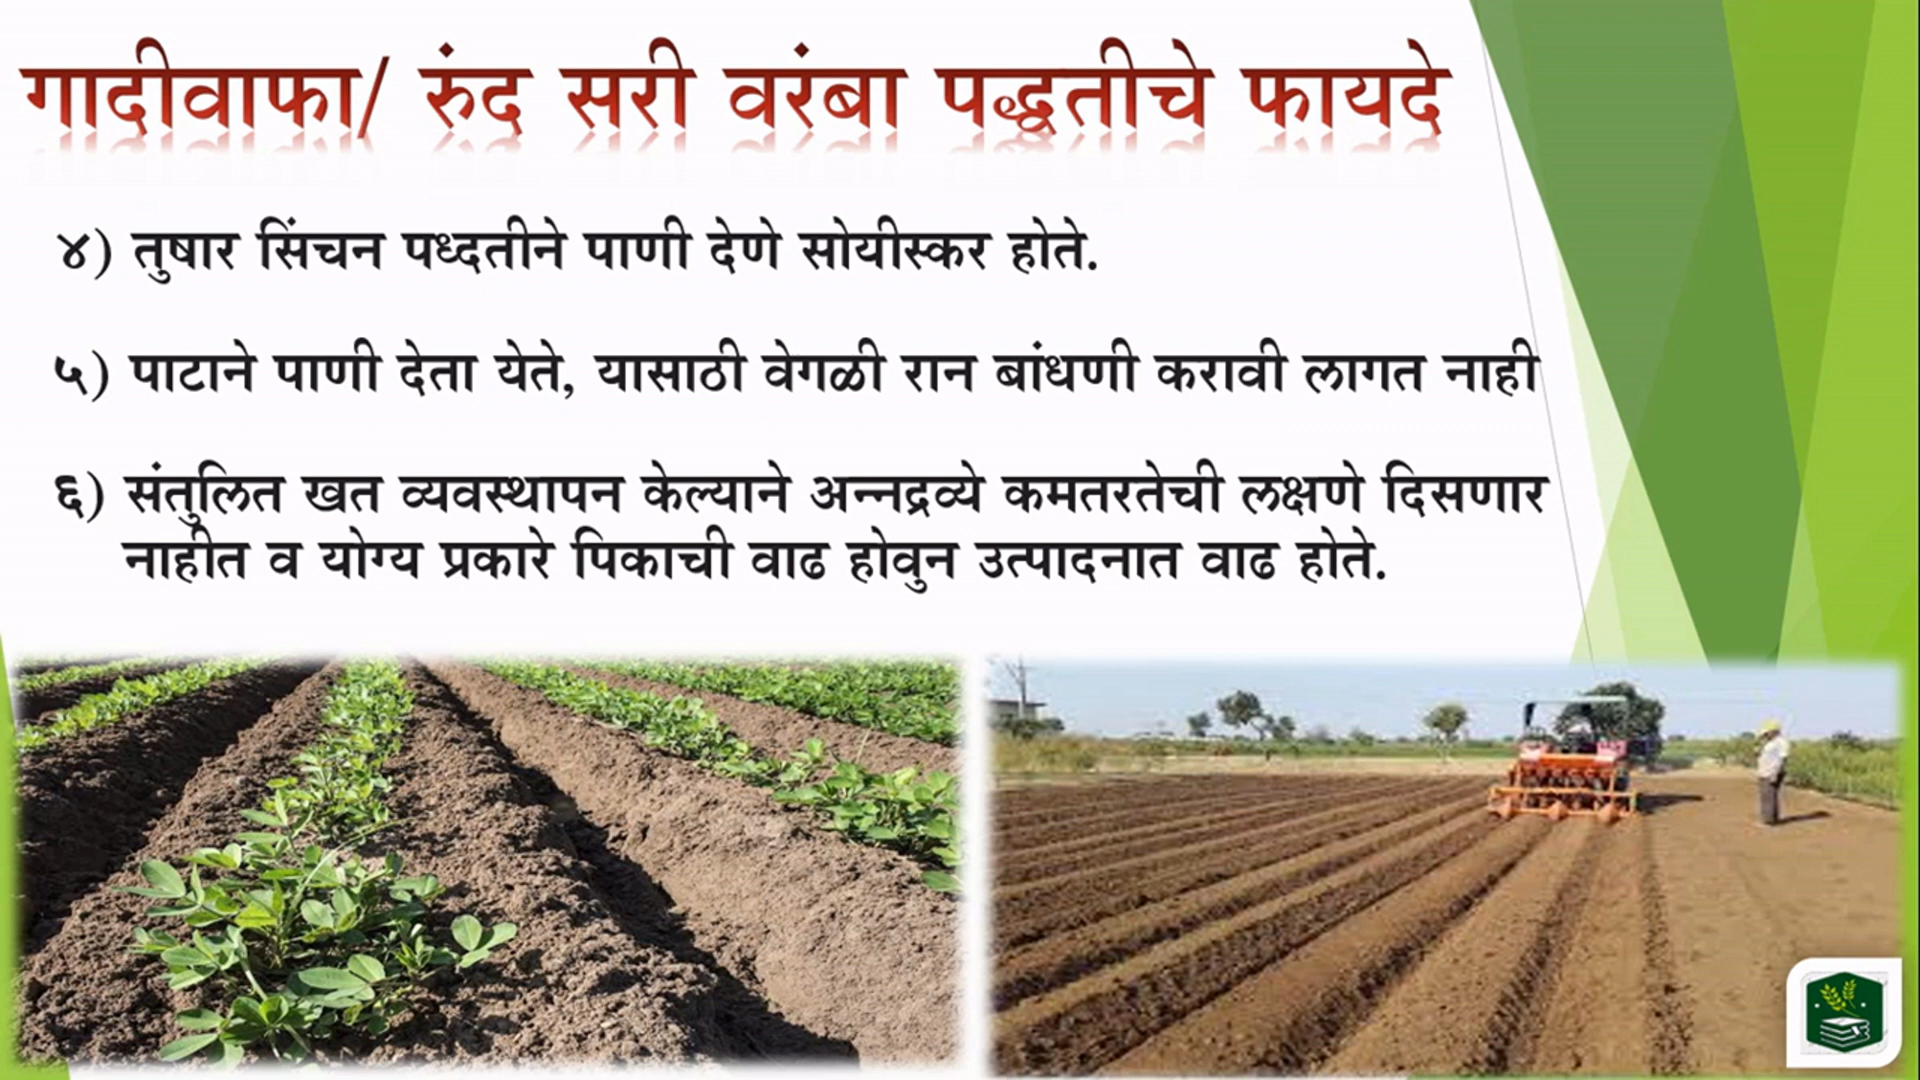 गादीवाफा/ रुंद सरी वरंबा पद्धतीचे फायदे
४) तुषार सिंचन पध्दतीने पाणी देणे सोयीस्कर होते.
५) पाटाने पाणी देता येते, यासाठी वेगळी रान बांधणी करावी लागत नाही
६) संतुलित खत व्यवस्थापन केल्याने अन्नद्रव्ये कमतरतेची लक्षणे दिसणार
नाहीत व योग्य प्रकारे पिकाची वाढ होवुन उत्पादनात वाढ होते.